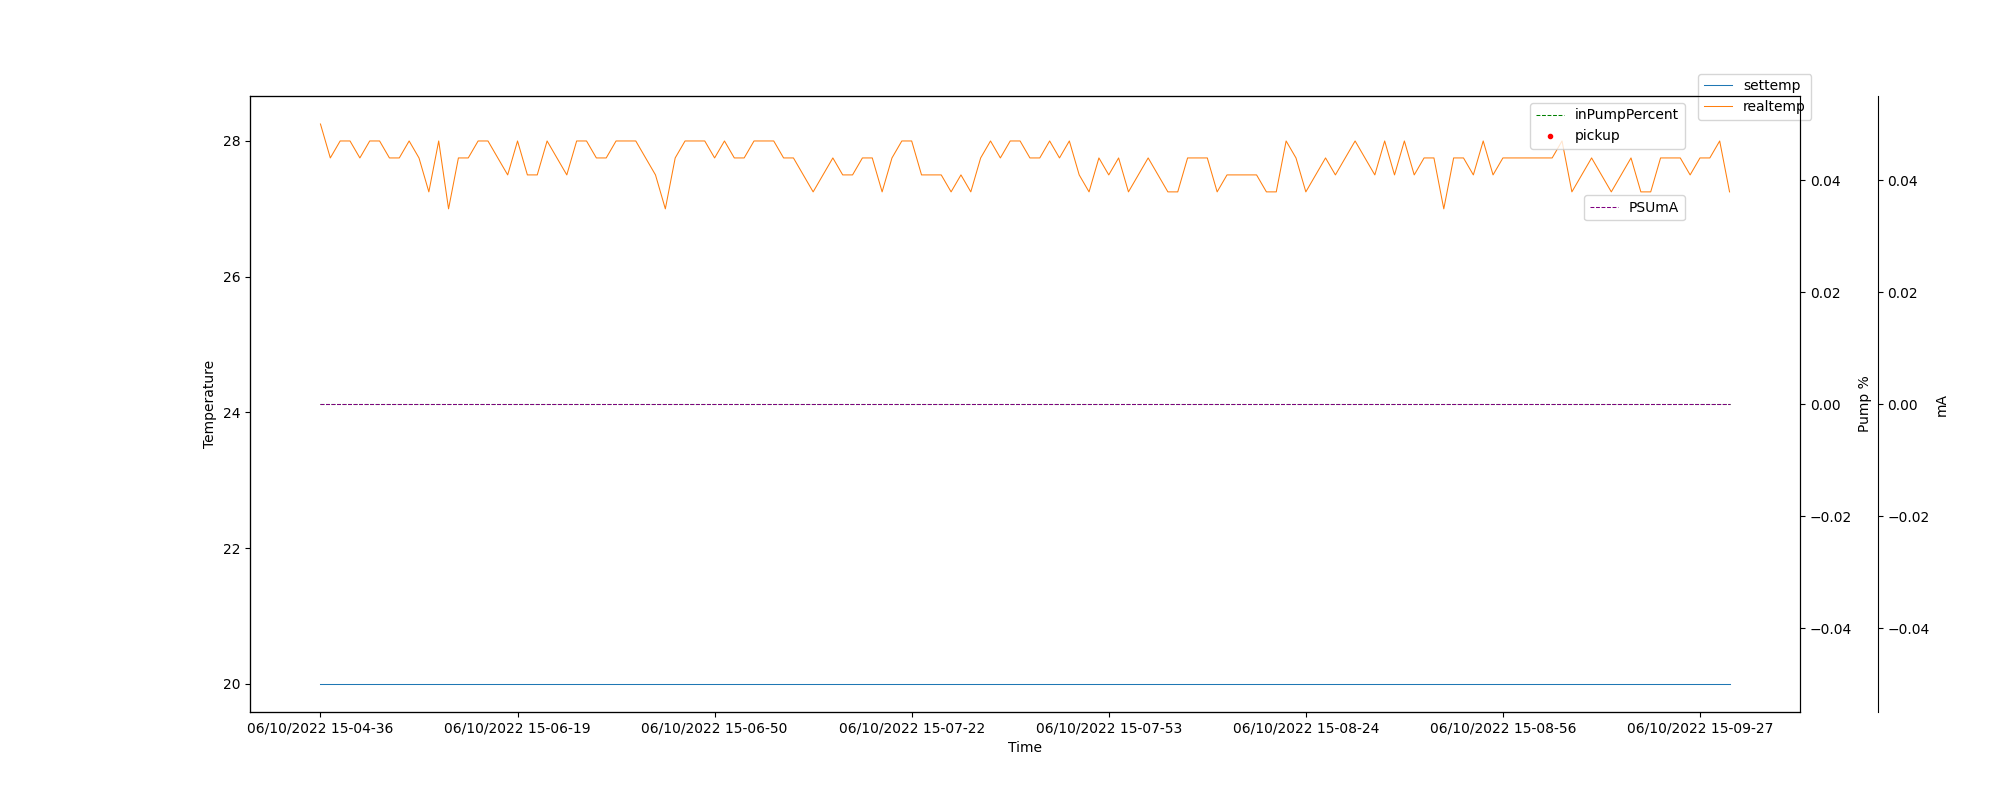 settemp
realtemp
inPumpPercent
pickup
PSUmA
28
26
24
22
20
Temperature
0.04
0.02
0.00
−0.02
−0.04
Pump %
0.04
0.02
0.00
−0.02
−0.04
mA
06/10/2022 15-04-36
06/10/2022 15-06-19
06/10/2022 15-06-50
06/10/2022 15-07-22
06/10/2022 15-07-53
06/10/2022 15-08-24
06/10/2022 15-08-56
06/10/2022 15-09-27
Time